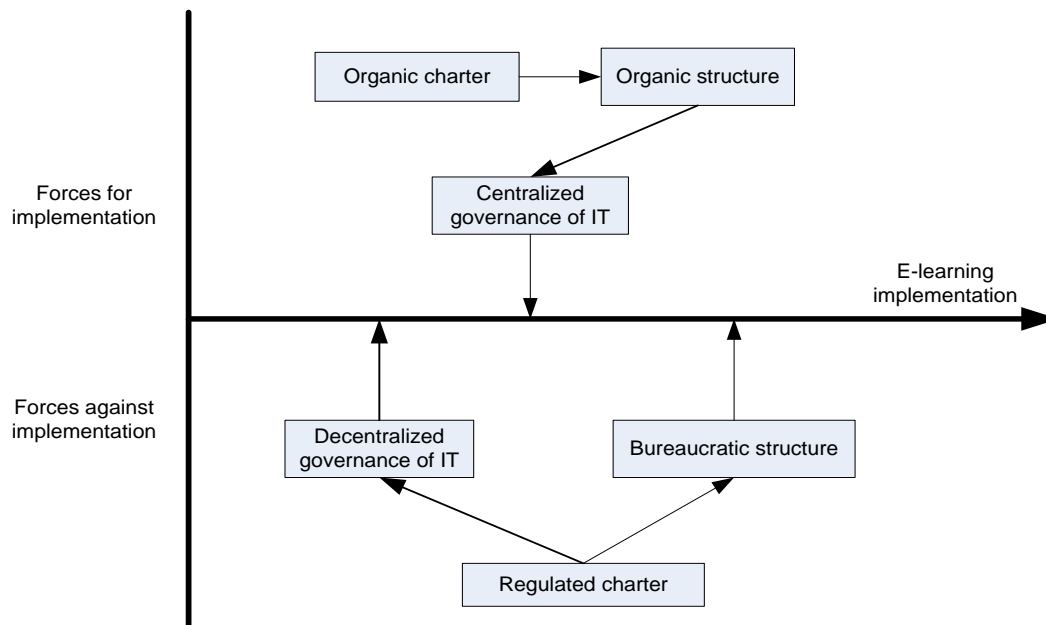 Organic charter
Organic structure
Centralized
governance of IT
Forces for
implementation
E-learning
implementation
Forces against
implementation
Decentralized
governance of IT
Bureaucratic structure
Regulated charter